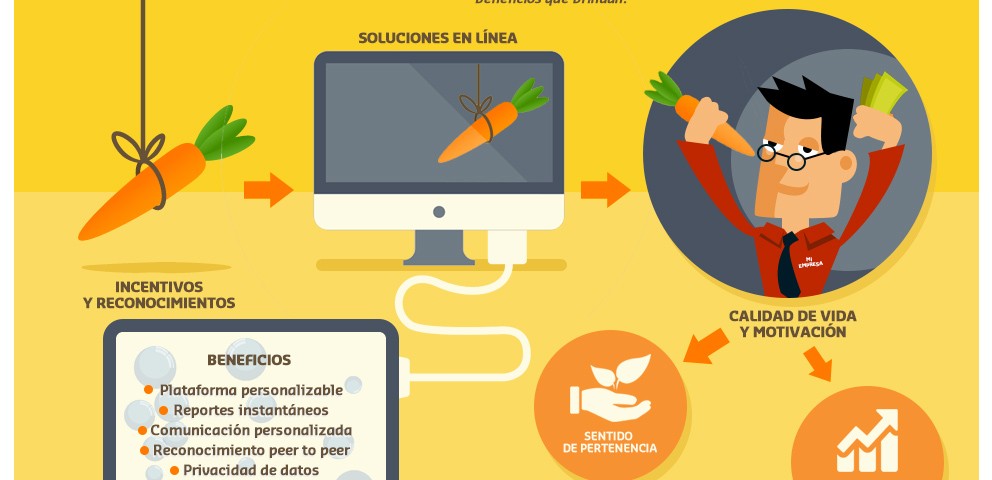 Beneficios que brindan.
SOLUCIONES EN LÍNEA
MI
EMPRESA
INCENTIVOS
Y RECONOCIMIENTOS
CALIDAD DE VIDA
Y MOTIVACIÓN
BENEFICIOS
Plataforma personalizable
Reportes instantáneos
Comunicación personalizada
Reconocimiento peer to peer
Privacidad de datos
SENTIDO
DE PERTENENCIA